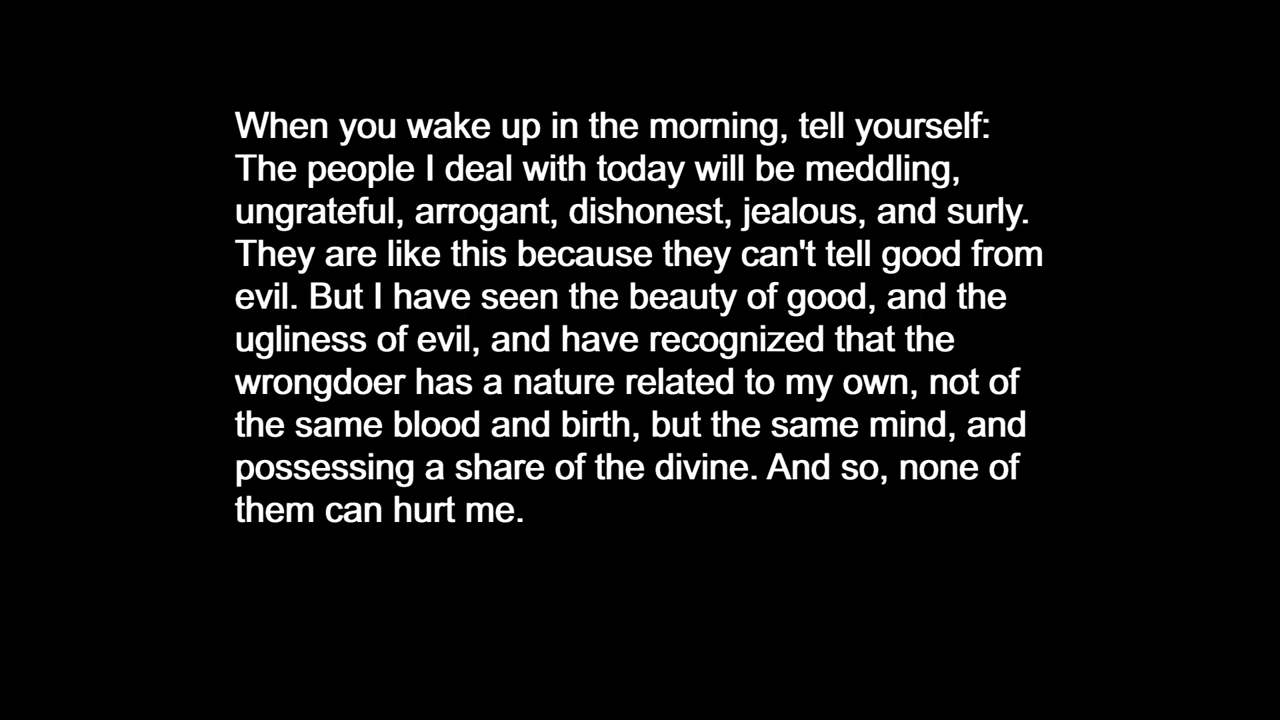 When you wake up in the morning, tell yourself:
The people I deal with today will be meddling,
ungrateful, arrogant, dishonest, jealous, and surly.
They are like this because they can't tell good from
evil. But I have seen the beauty of good, and the
ugliness of evil, and have recognized that the
wrongdoer has a nature related to my own, not of
the same blood and birth, but the same mind, and
possessing a share of the divine. And so, none of
them can hurt me.